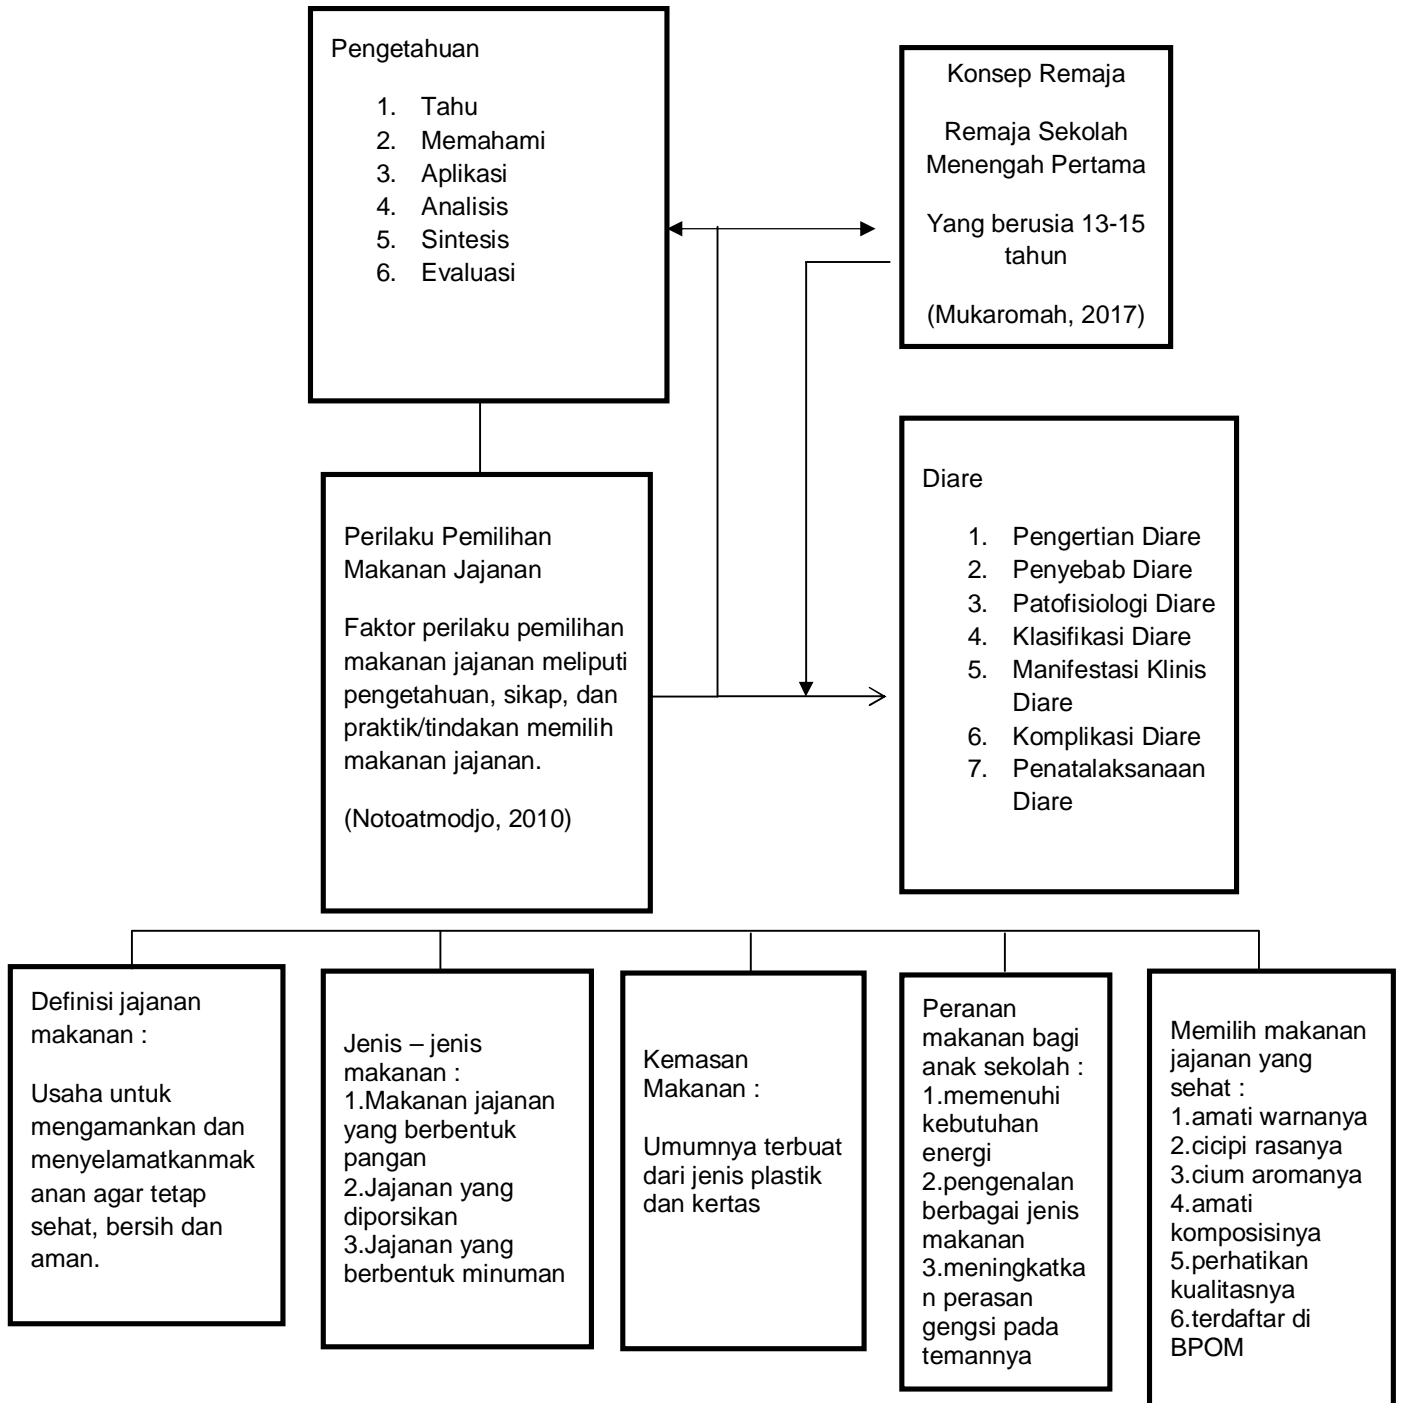 Pengetahuan
1. Tahu
2. Memahami
3. Aplikasi
4. Analisis
5. Sintesis
6. Evaluasi
Konsep Remaja
Remaja Sekolah
Menengah Pertama
Yang berusia 13-15
tahun
(Mukaromah, 2017)
Perilaku Pemilihan
Makanan Jajanan
Faktor perilaku pemilihan
makanan jajanan meliputi
pengetahuan, sikap, dan
praktik/tindakan memilih
makanan jajanan.
(Notoatmodjo, 2010)
Diare
1. Pengertian Diare
2. Penyebab Diare
3. Patofisiologi Diare
4. Klasifikasi Diare
5. Manifestasi Klinis
Diare
6. Komplikasi Diare
7. Penatalaksanaan
Diare
Definisi jajanan
makanan :
Usaha untuk
mengamankan dan
menyelamatkanmak
anan agar tetap
sehat, bersih dan
aman.
Jenis – jenis
makanan :
1.Makanan jajanan
yang berbentuk
pangan
2.Jajanan yang
diporsikan
3.Jajanan yang
berbentuk minuman
Kemasan
Makanan :
Umumnya terbuat
dari jenis plastik
dan kertas
Peranan
makanan bagi
anak sekolah :
1.memenuhi
kebutuhan
energi
2.pengenalan
berbagai jenis
makanan
3.meningkatka
n perasan
gengsi pada
temannya
Memilih makanan
jajanan yang
sehat :
1.amati warnanya
2.cicipi rasanya
3.cium aromanya
4.amati
komposisinya
5.perhatikan
kualitasnya
6.terdaftar di
BPOM